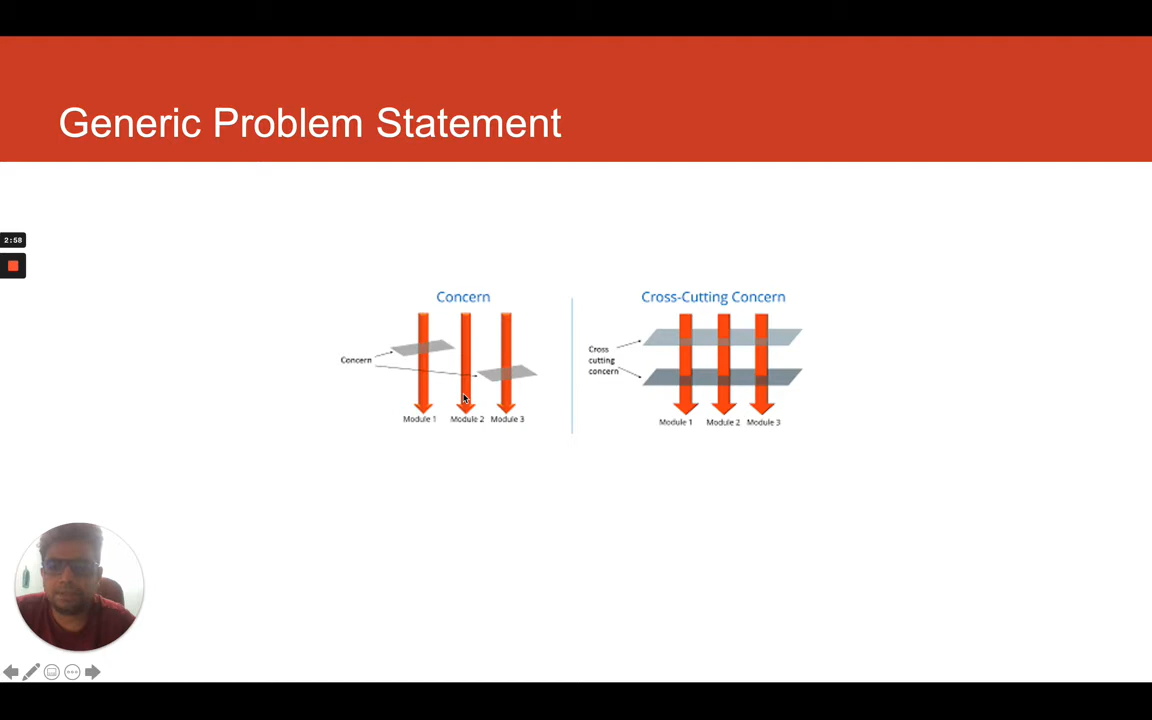 Generic Problem Statement
2:58
Concern
Concern
Module 1
Module 2
Module 3
Cross-Cutting Concern
Cross
cutting
concern
Module 1
Module 2
Module 3